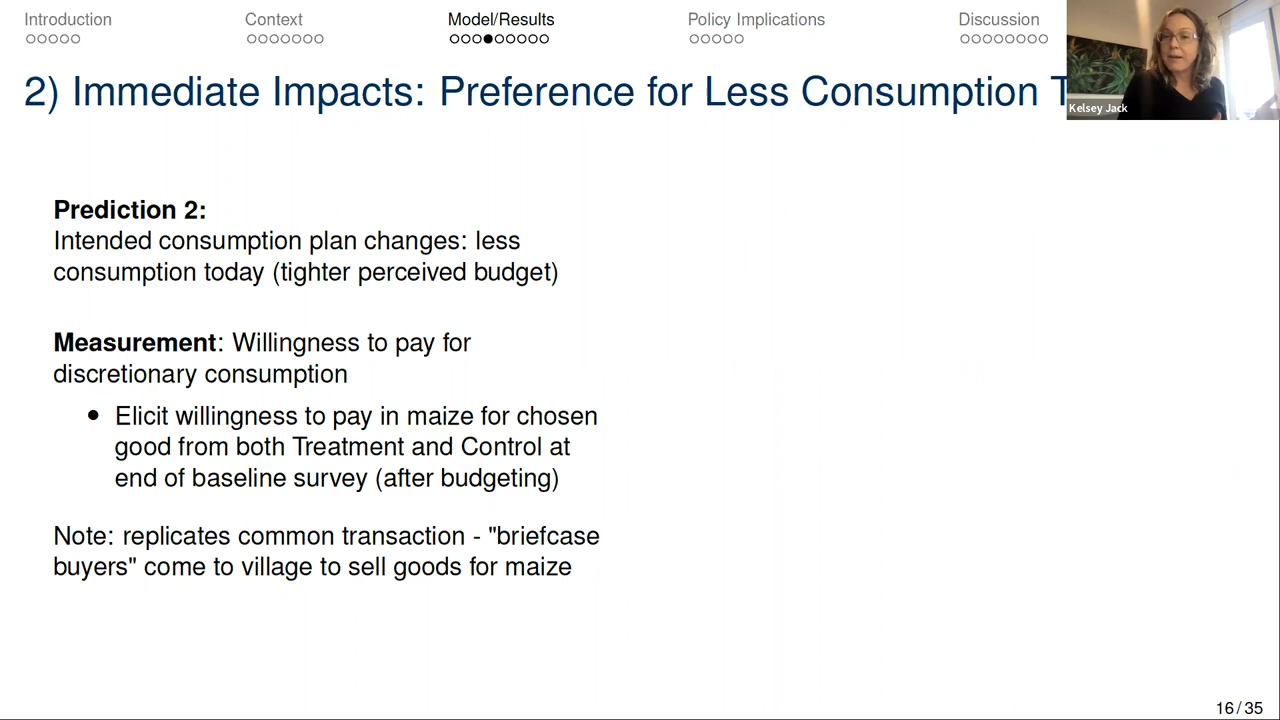 Introduction
Context
Model/Results
Policy Implications
Discussion
2) Immediate Impacts: Preference for Less Consumption
Kelsey Jack
Prediction 2:
Intended consumption plan changes: less
consumption today (tighter perceived budget)
Measurement: Willingness to pay for
discretionary consumption
• Elicit willingness to pay in maize for chosen
good from both Treatment and Control at
end of baseline survey (after budgeting)
Note: replicates common transaction - "briefcase
buyers" come to village to sell goods for maize
16 / 35